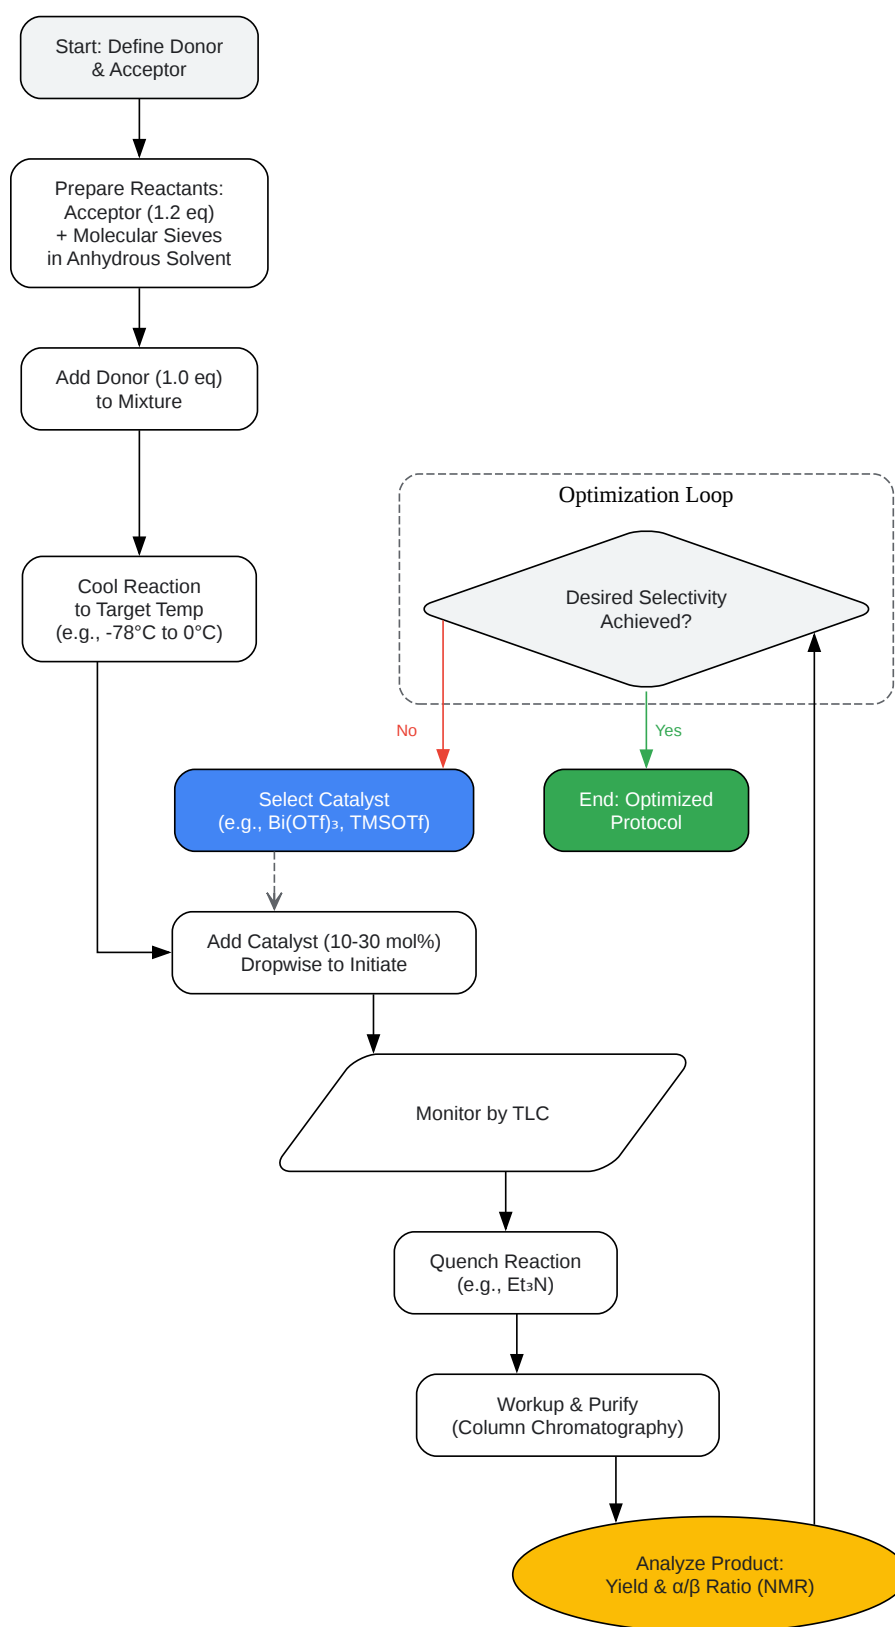 Start: Define Donor
& Acceptor
Prepare Reactants:
Acceptor (1.2 eq)
+ Molecular Sieves
in Anhydrous Solvent
Add Donor (1.0 eq)
to Mixture
Cool Reaction
to Target Temp
(e.g., -78°C to 0°C)
Optimization Loop
Desired Selectivity
Achieved?
No
Yes
Select Catalyst
(e.g., Bi(OTf)₃, TMSOTf)
End: Optimized
Protocol
Add Catalyst (10-30 mol%)
Dropwise to Initiate
Monitor by TLC
Quench Reaction
(e.g., Et₃N)
Workup & Purify
(Column Chromatography)
Analyze Product:
Yield & α/β Ratio (NMR)